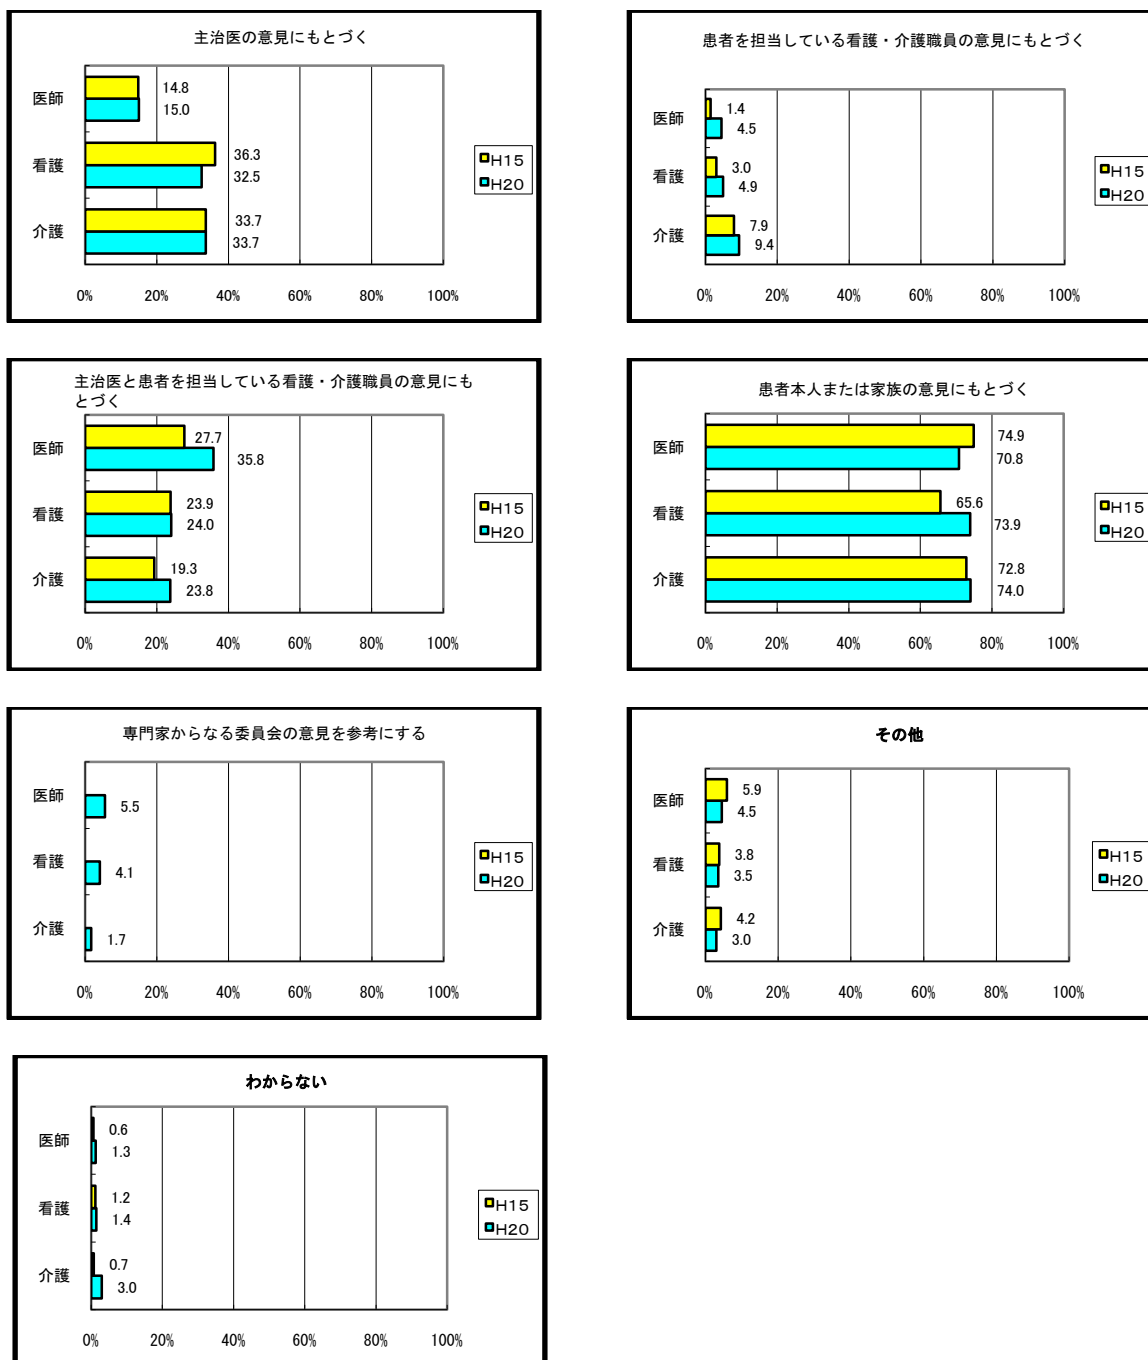 主治医の意見にもとづく
医師
14.8
15.0
看護
36.3
32.5
介護
33.7
33.7
H15
H20
0% 20% 40% 60% 80% 100%
患者を担当している看護・介護職員の意見にもとづく
医師
1.4
4.5
看護
3.0
4.9
介護
7.9
9.4
H15
H20
0% 20% 40% 60% 80% 100%
主治医と患者を担当している看護・介護職員の意見にも
とづく
医師
27.7
35.8
看護
23.9
24.0
介護
19.3
23.8
H15
H20
0% 20% 40% 60% 80% 100%
患者本人または家族の意見にもとづく
医師
74.9
70.8
看護
65.6
73.9
介護
72.8
74.0
H15
H20
0% 20% 40% 60% 80% 100%
専門家からなる委員会の意見を参考にする
医師
5.5
看護
4.1
介護
1.7
H15
H20
0% 20% 40% 60% 80% 100%
その他
医師
5.9
4.5
看護
3.8
3.5
介護
4.2
3.0
H15
H20
0% 20% 40% 60% 80% 100%
わからない
医師
0.6
1.3
看護
1.2
1.4
介護
0.7
3.0
H15
H20
0% 20% 40% 60% 80% 100%